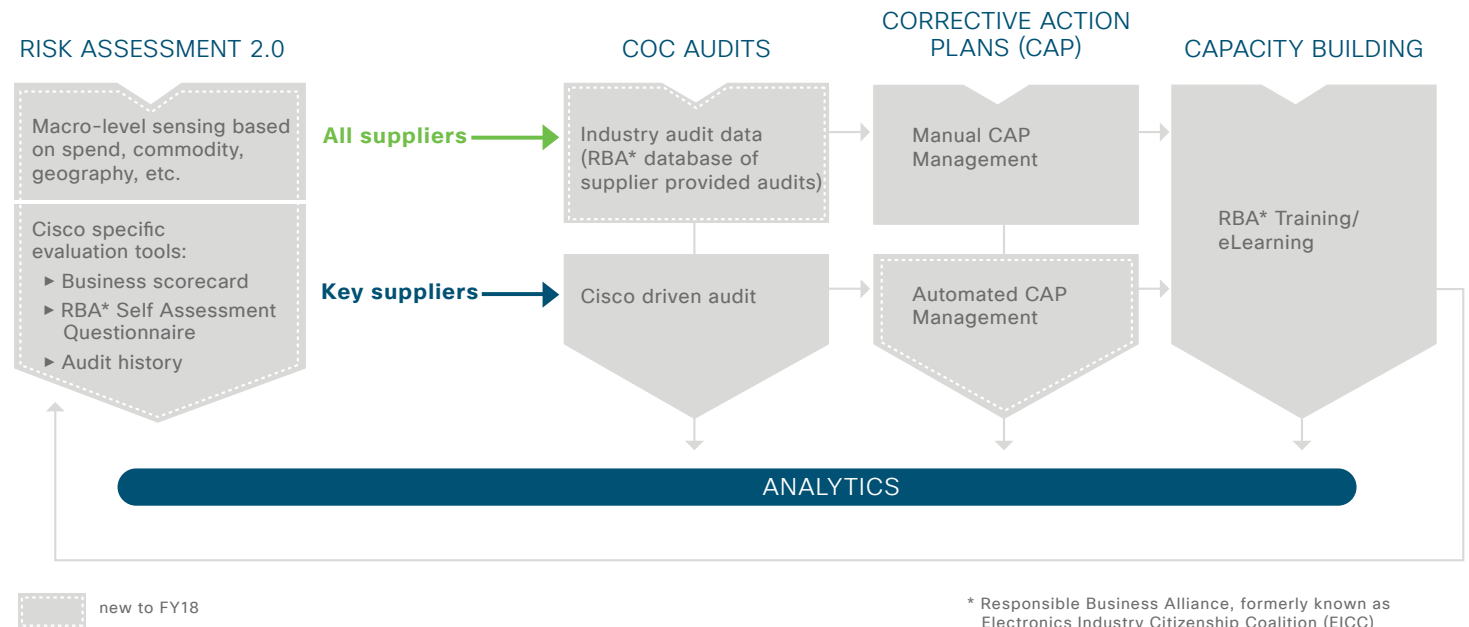 RISK ASSESSMENT 2.0
COC AUDITS
CORRECTIVE ACTION
PLANS (CAP)
CAPACITY BUILDING
Macro-level sensing based
on spend, commodity,
geography, etc.
Cisco specific
evaluation tools:
▸ Business scorecard
▸ RBA* Self Assessment
Questionnaire
▸ Audit history
All suppliers
Key suppliers
Industry audit data
(RBA* database of
supplier provided audits)
Cisco driven audit
Manual CAP
Management
Automated CAP
Management
RBA* Training/
eLearning
ANALYTICS
new to FY18
* Responsible Business Alliance, formerly known as
Electronics Industry Citizenship Coalition (EICC)